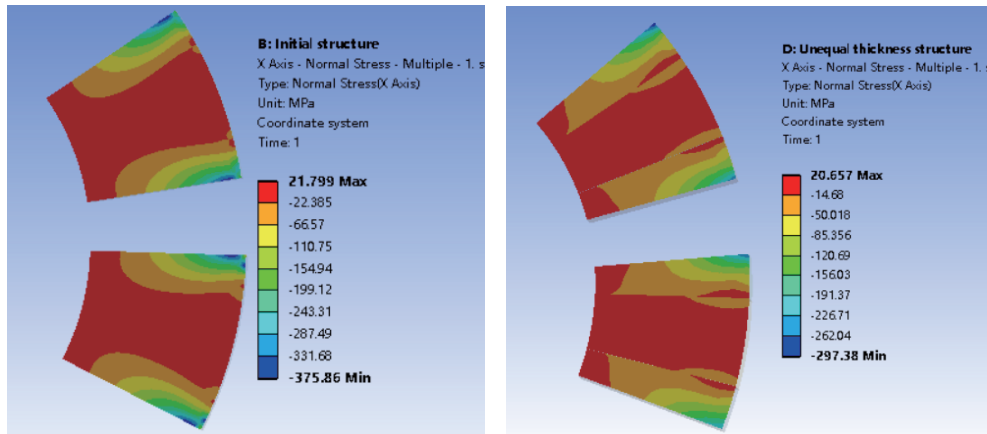 B: Initial structure
X Axis - Normal Stress - Multiple - 1. s
Type: Normal Stress(X Axis)
Unit: MPa
Coordinate system
Time: 1
21.799 Max
-22.385
-66.57
-110.75
-154.94
-199.12
-243.31
-287.49
-331.68
-375.86 Min
D: Unequal thickness structure
X Axis - Normal Stress - Multiple - 1.
Type: Normal Stress(X Axis)
Unit: MPa
Coordinate system
Time: 1
20.657 Max
-14.68
-50.018
-85.356
-120.69
-156.03
-191.37
-226.71
-262.04
-297.38 Min